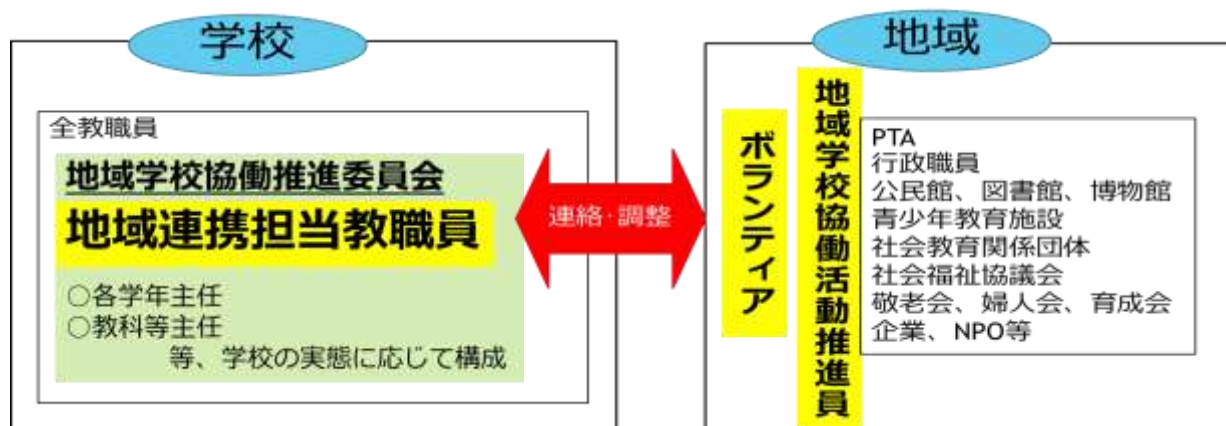 学校
全教職員
地域学校協働推進委員会
地域連携担当教職員
○各学年主任
○教科等主任
等、学校の実態に応じて構成
連絡・調整
地域
ボランティア
地域学校協働活動推進員
PTA
行政職員
公民館、図書館、博物館
青少年教育施設
社会教育関係団体
社会福祉協議会
敬老会、婦人会、育成会
企業、NPO等